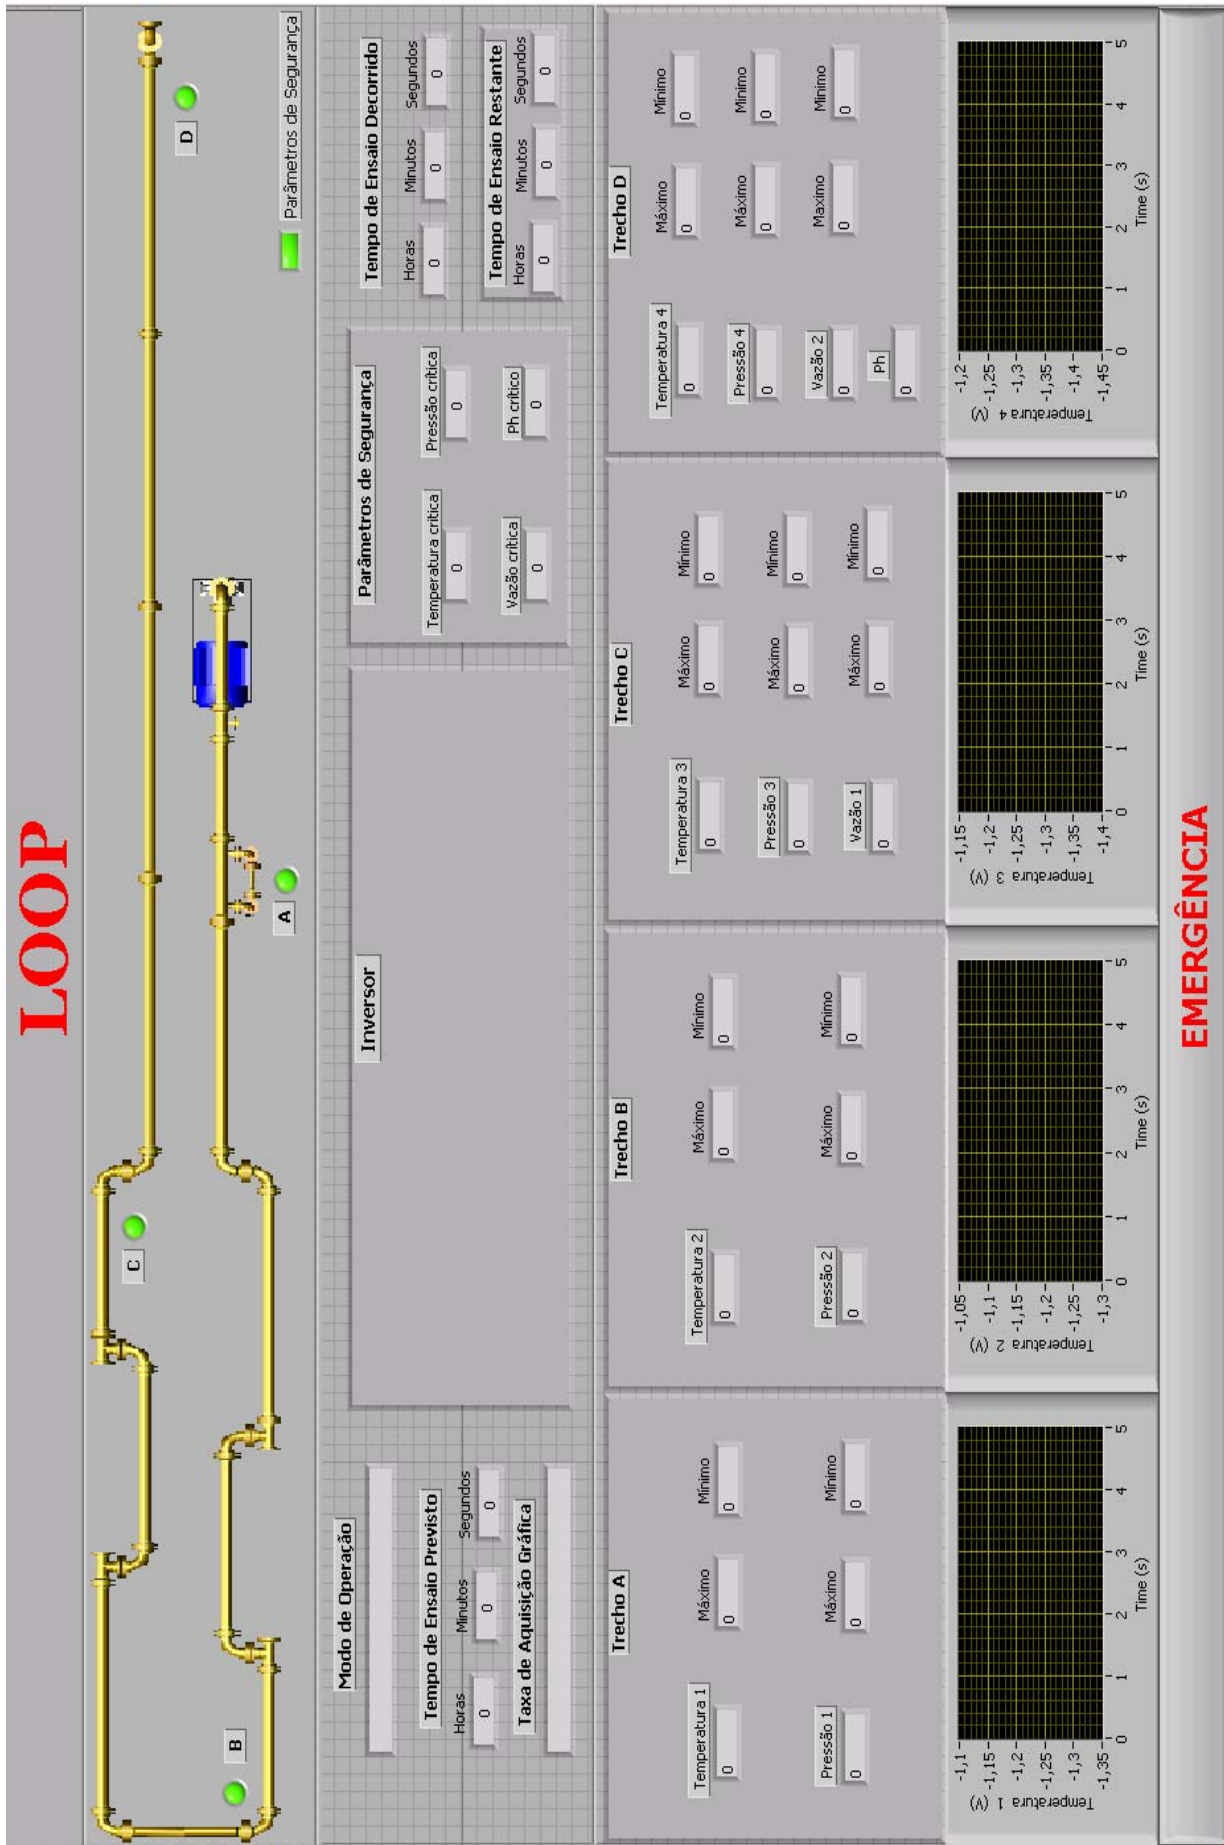 LOOP
D
C
A
B
Parâmetros de Segurança
Modo de Operação
Tempo de Ensaio Previsto
Horas Minutos Segundos
0 0 0
Taxa de Aquisição Gráfica
Inversor
Parâmetros de Segurança
Temperatura crítica Pressão crítica
0 0
Vazão crítica Ph crítico
0 0
Tempo de Ensaio Decorrido
Horas Minutos Segundos
0 0 0
Tempo de Ensaio Restante
Horas Minutos Segundos
0 0 0
Trecho A
Temperatura 1 Máximo Mínimo
0 0 0
Pressão 1 Máximo Mínimo
0 0 0
Trecho B
Temperatura 2 Máximo Mínimo
0 0 0
Pressão 2 Máximo Mínimo
0 0 0
Trecho C
Temperatura 3 Máximo Mínimo
0 0 0
Pressão 3 Máximo Mínimo
0 0 0
Vazão 1 Máximo Mínimo
0 0 0
Trecho D
Temperatura 4 Máximo Mínimo
0 0 0
Pressão 4 Máximo Minimo
0 0 0
Vazão 2 Maximo Minimo
0 0 0
Ph
0
Temperatura 1 (V)
-1,1
-1,15
-1,2
-1,25
-1,3
-1,35
0 1 2 3 4 5
Time (s)
Temperatura 2 (V)
-1,05
-1,1
-1,15
-1,2
-1,25
-1,3
0 1 2 3 4 5
Time (s)
Temperatura 3 (V)
-1,15
-1,2
-1,25
-1,3
-1,35
-1,4
0 1 2 3 4 5
Time (s)
Temperatura 4 (V)
-1,2
-1,25
-1,3
-1,35
-1,4
-1,45
0 1 2 3 4 5
Time (s)
EMERGÊNCIA